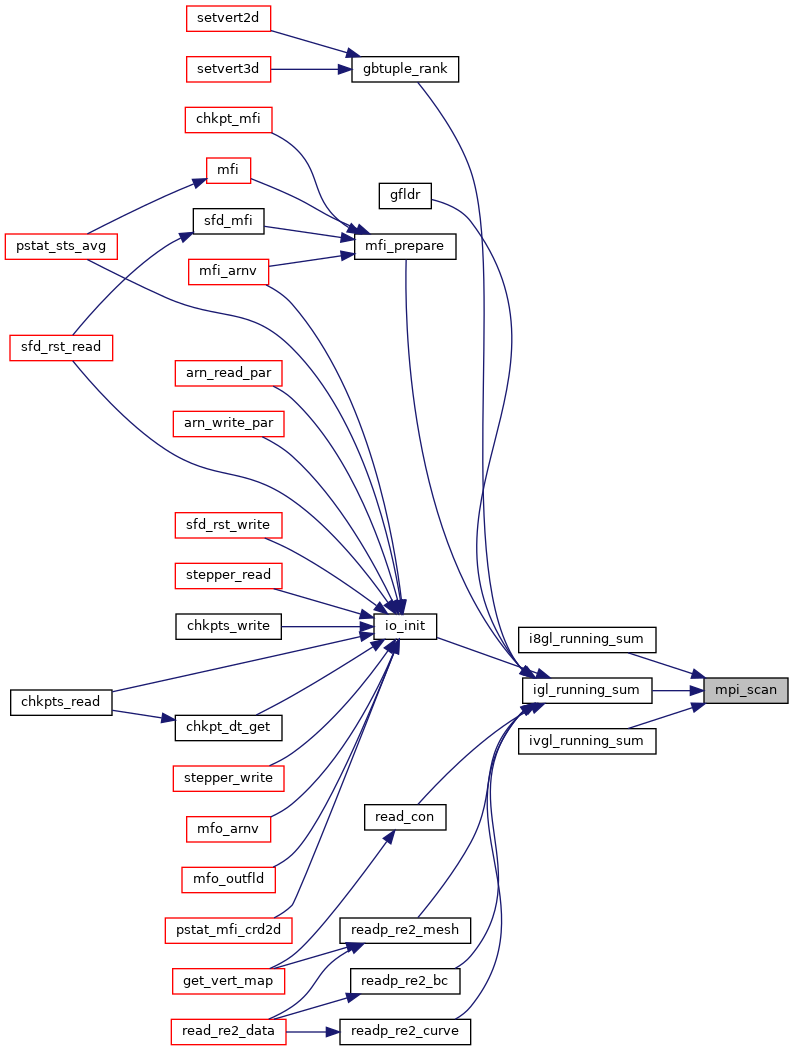 setvert2d
setvert3d
gbtuple_rank
chkpt_mfi
mfi
gfldr
sfd_mfi
pstat_sts_avg
mfi_prepare
mfi_arnv
sfd_rst_read
arn_read_par
arn_write_par
sfd_rst_write
stepper_read
chkpts_write
io_init
i8gl_running_sum
igl_running_sum
mpi_scan
chkpts_read
chkpt_dt_get
ivgl_running_sum
stepper_write
read_con
mfo_arnv
mfo_outfld
pstat_mfi_crd2d
readp_re2_mesh
get_vert_map
readp_re2_bc
read_re2_data
readp_re2_curve